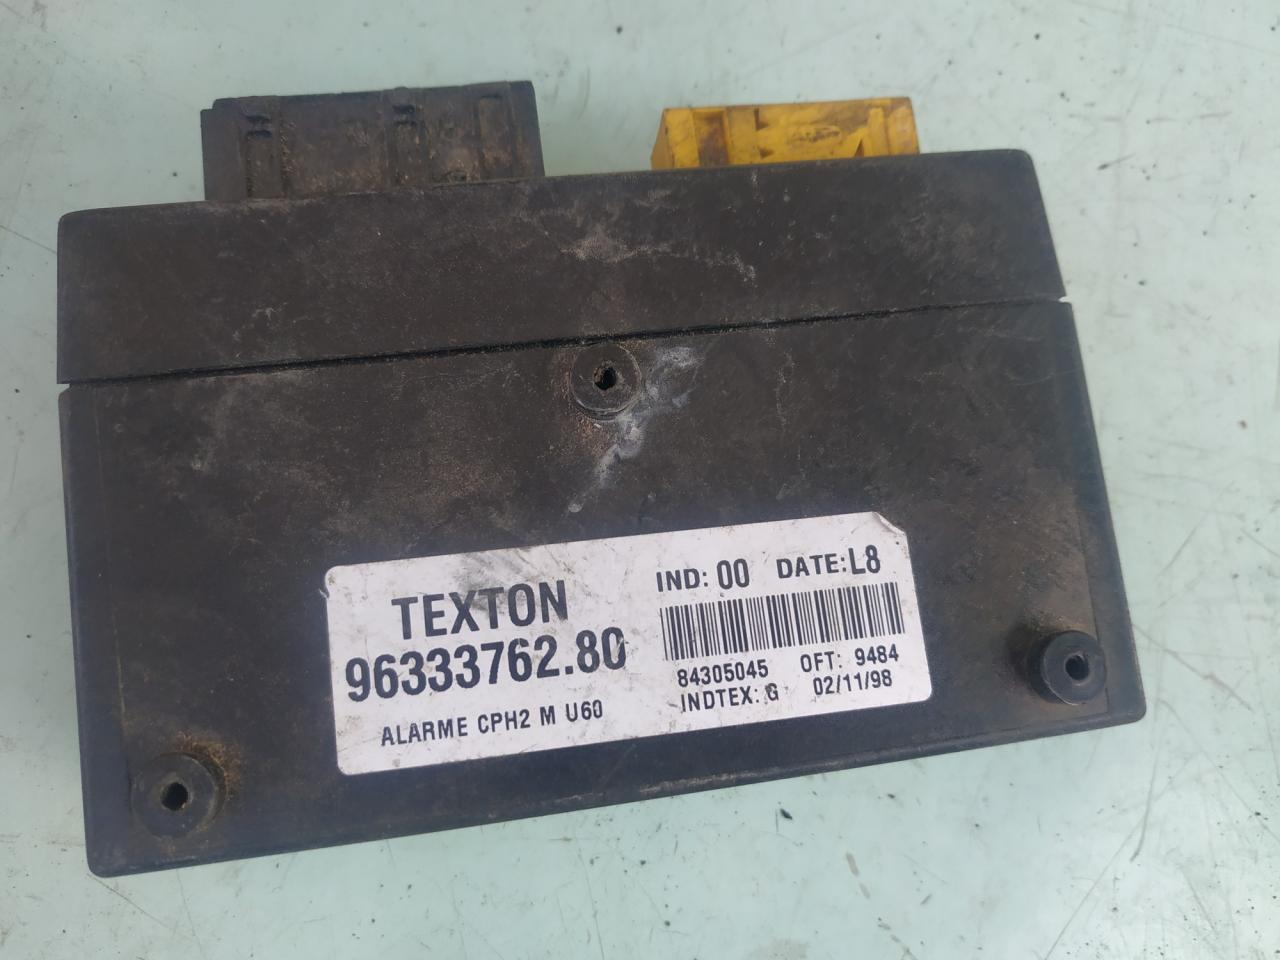 TEXTON
96333762.80
ALARME CPH2 M U60
IND: 00 DATE:L8
84305045 OFT: 9484
INDTEX: G 02/11/98